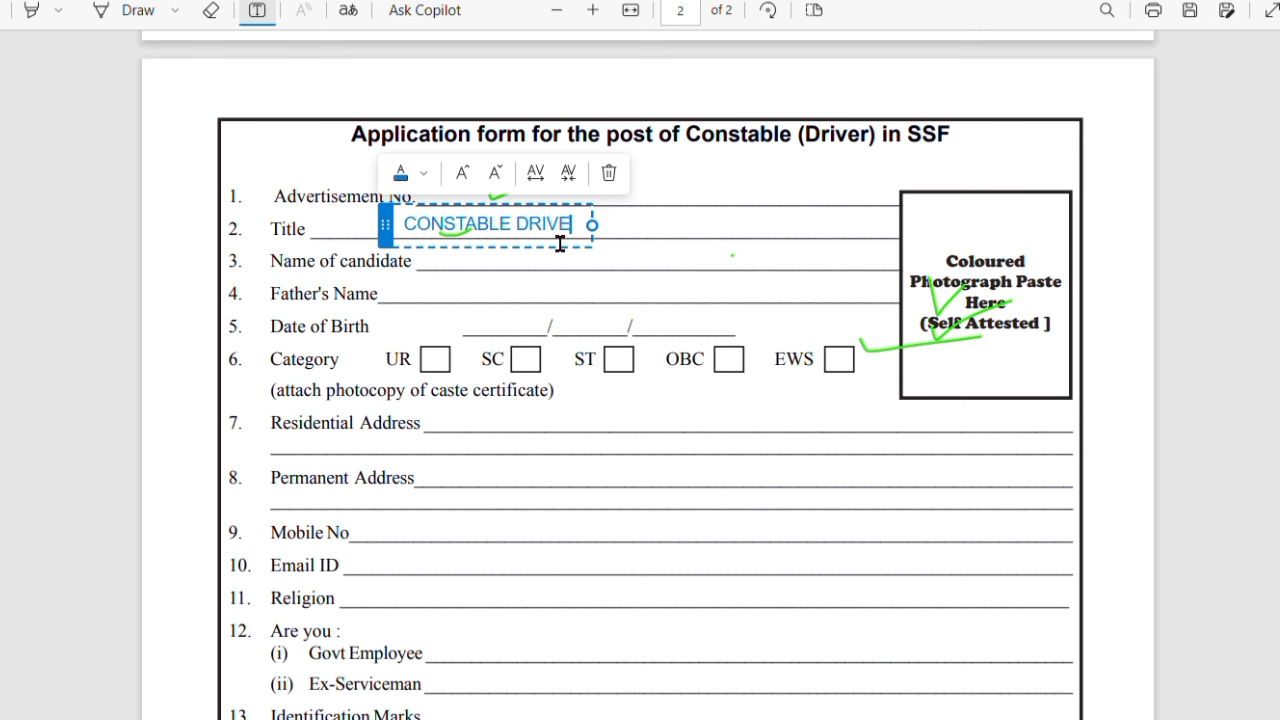 Draw Ask Copilot 2 of 2
Application form for the post of Constable (Driver) in SSF
1. Advertisement No.
2. Title CONSTABLE DRIVE
3. Name of candidate
4. Father's Name
5. Date of Birth / /
6. Category UR SC ST OBC EWS
(attach photocopy of caste certificate)
Coloured
Photograph Paste
Here
(Self Attested ]
7. Residential Address
8. Permanent Address
9. Mobile No
10. Email ID
11. Religion
12. Are you :
(i) Govt Employee
(ii) Ex-Serviceman
13. Identification Marks